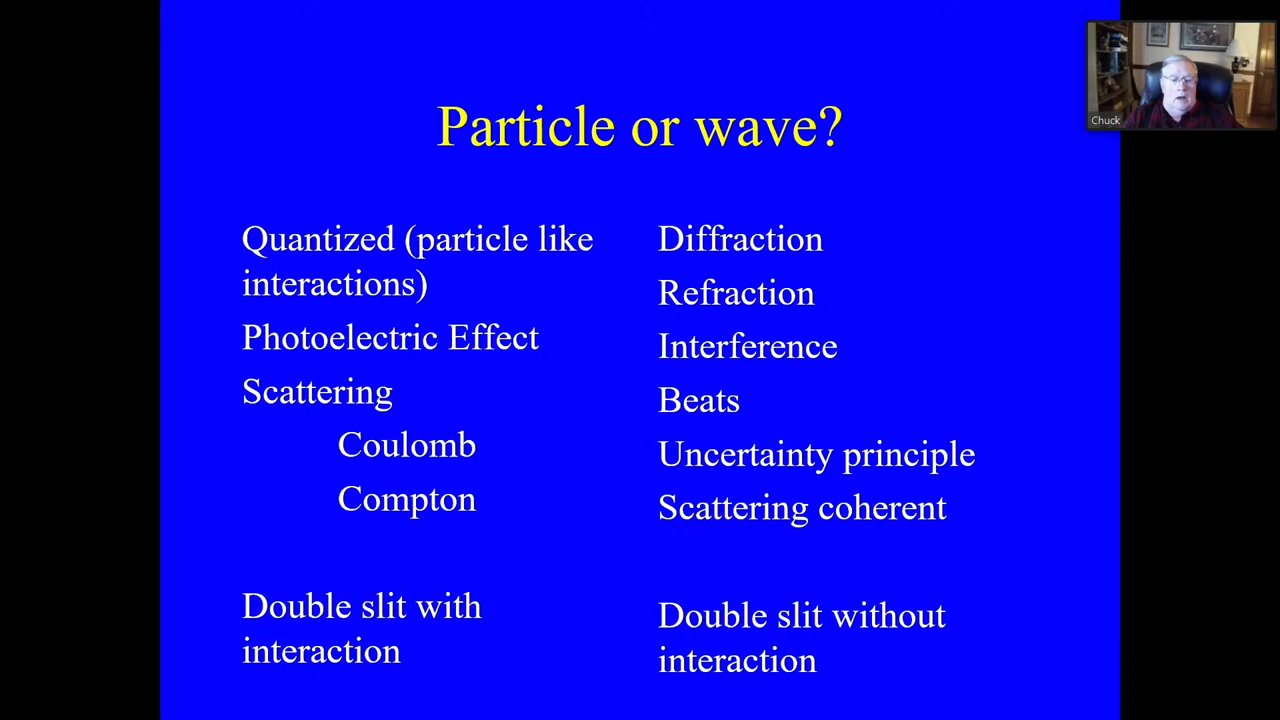 Particle or wave?
Chuck
Quantized (particle like
interactions)
Photoelectric Effect
Scattering
Coulomb
Compton
Double slit with
interaction
Diffraction
Refraction
Interference
Beats
Uncertainty principle
Scattering coherent
Double slit without
interaction